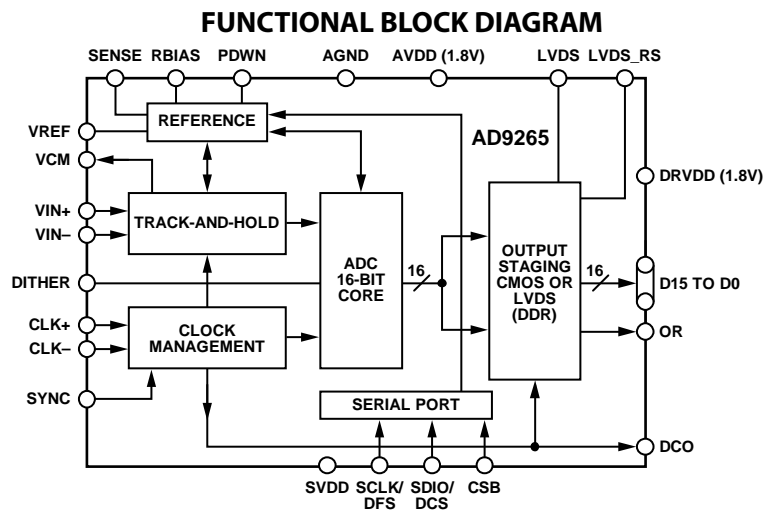 FUNCTIONAL BLOCK DIAGRAM
SENSE RBIAS PDWN AGND AVDD (1.8V) LVDS LVDS_RS
REFERENCE
AD9265
VREF
VCM
DRVDD (1.8V)
VIN+
VIN–
TRACK-AND-HOLD
ADC
16-BIT
CORE
16
OUTPUT
STAGING
CMOS OR
LVDS
(DDR)
16
D15 TO D0
DITHER
CLK+
CLK–
CLOCK
MANAGEMENT
OR
SYNC
SERIAL PORT
DCO
SVDD SCLK/
DFS
SDIO/
DCS
CSB